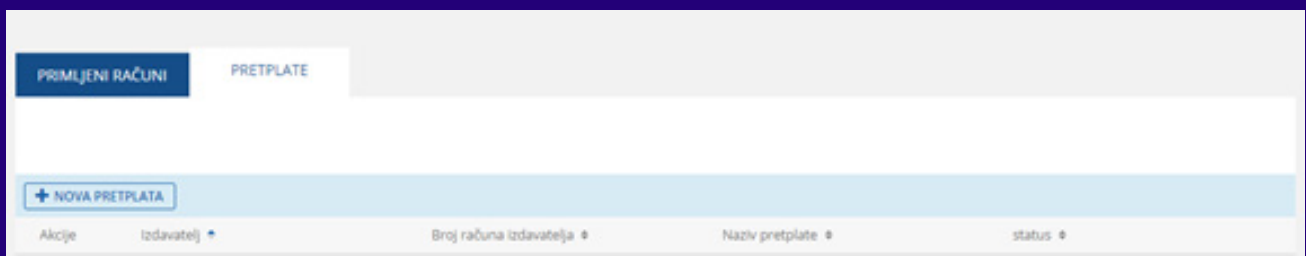 PRIMLJENI RAČUNI PRETPLATE
NOVA PRETPLATA
Akcije Izdavatelj Broj računa izdavatelja Naziv pretplate status